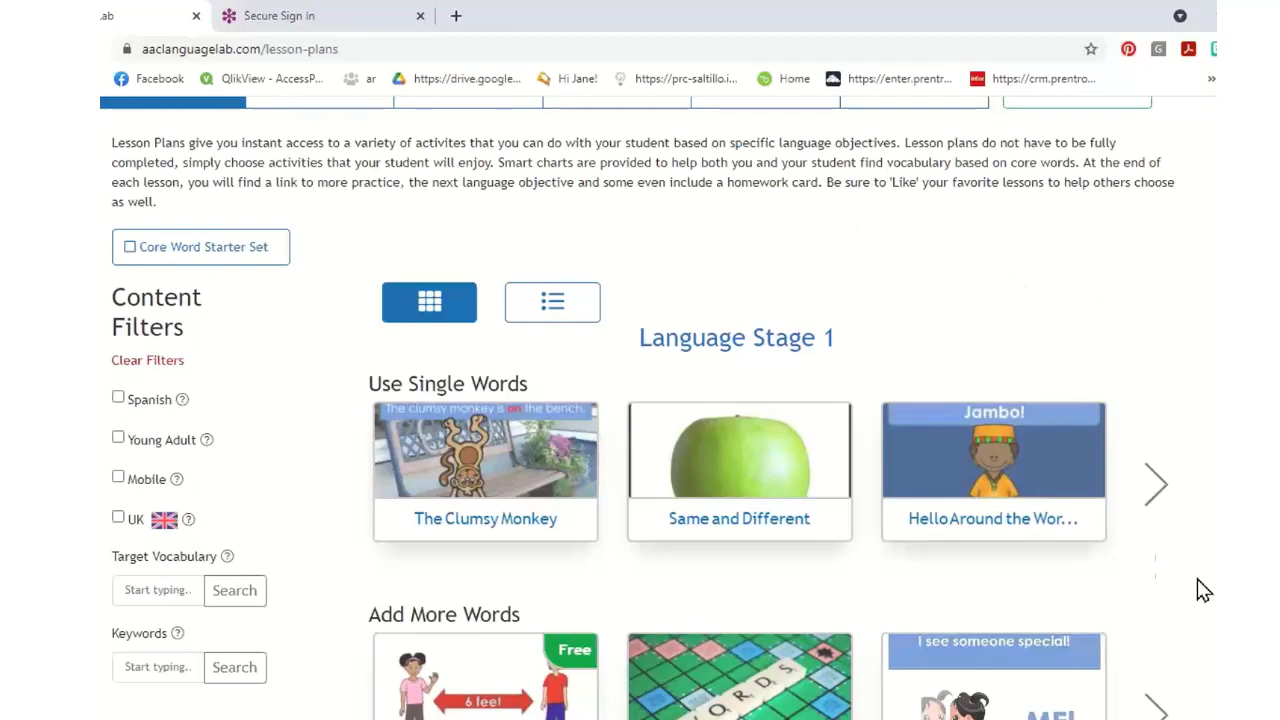 .ab
Secure Sign In
aaclanguagelab.com/lesson-plans
Facebook QlikView - AccessP... ar https://drive.google... Hi Jane! https://prc-saltillo.i... Home https://enter.prentr... https://crm.prentro... »
Lesson Plans give you instant access to a variety of activites that you can do with your student based on specific language objectives. Lesson plans do not have to be fully
completed, simply choose activities that your student will enjoy. Smart charts are provided to help both you and your student find vocabulary based on core words. At the end of
each lesson, you will find a link to more practice, the next language objective and some even include a homework card. Be sure to 'Like' your favorite lessons to help others choose
as well.
Core Word Starter Set
Content
Filters
Clear Filters
Spanish
Young Adult
Mobile
UK
Target Vocabulary
Start typing.. Search
Keywords
Start typing.. Search
Language Stage 1
Use Single Words
The clumsy monkey is on the bench.
Jambo!
The Clumsy Monkey
Same and Different
Hello Around the Wor...
Add More Words
Free
6 feet
WORDS
I see someone special!
ME!